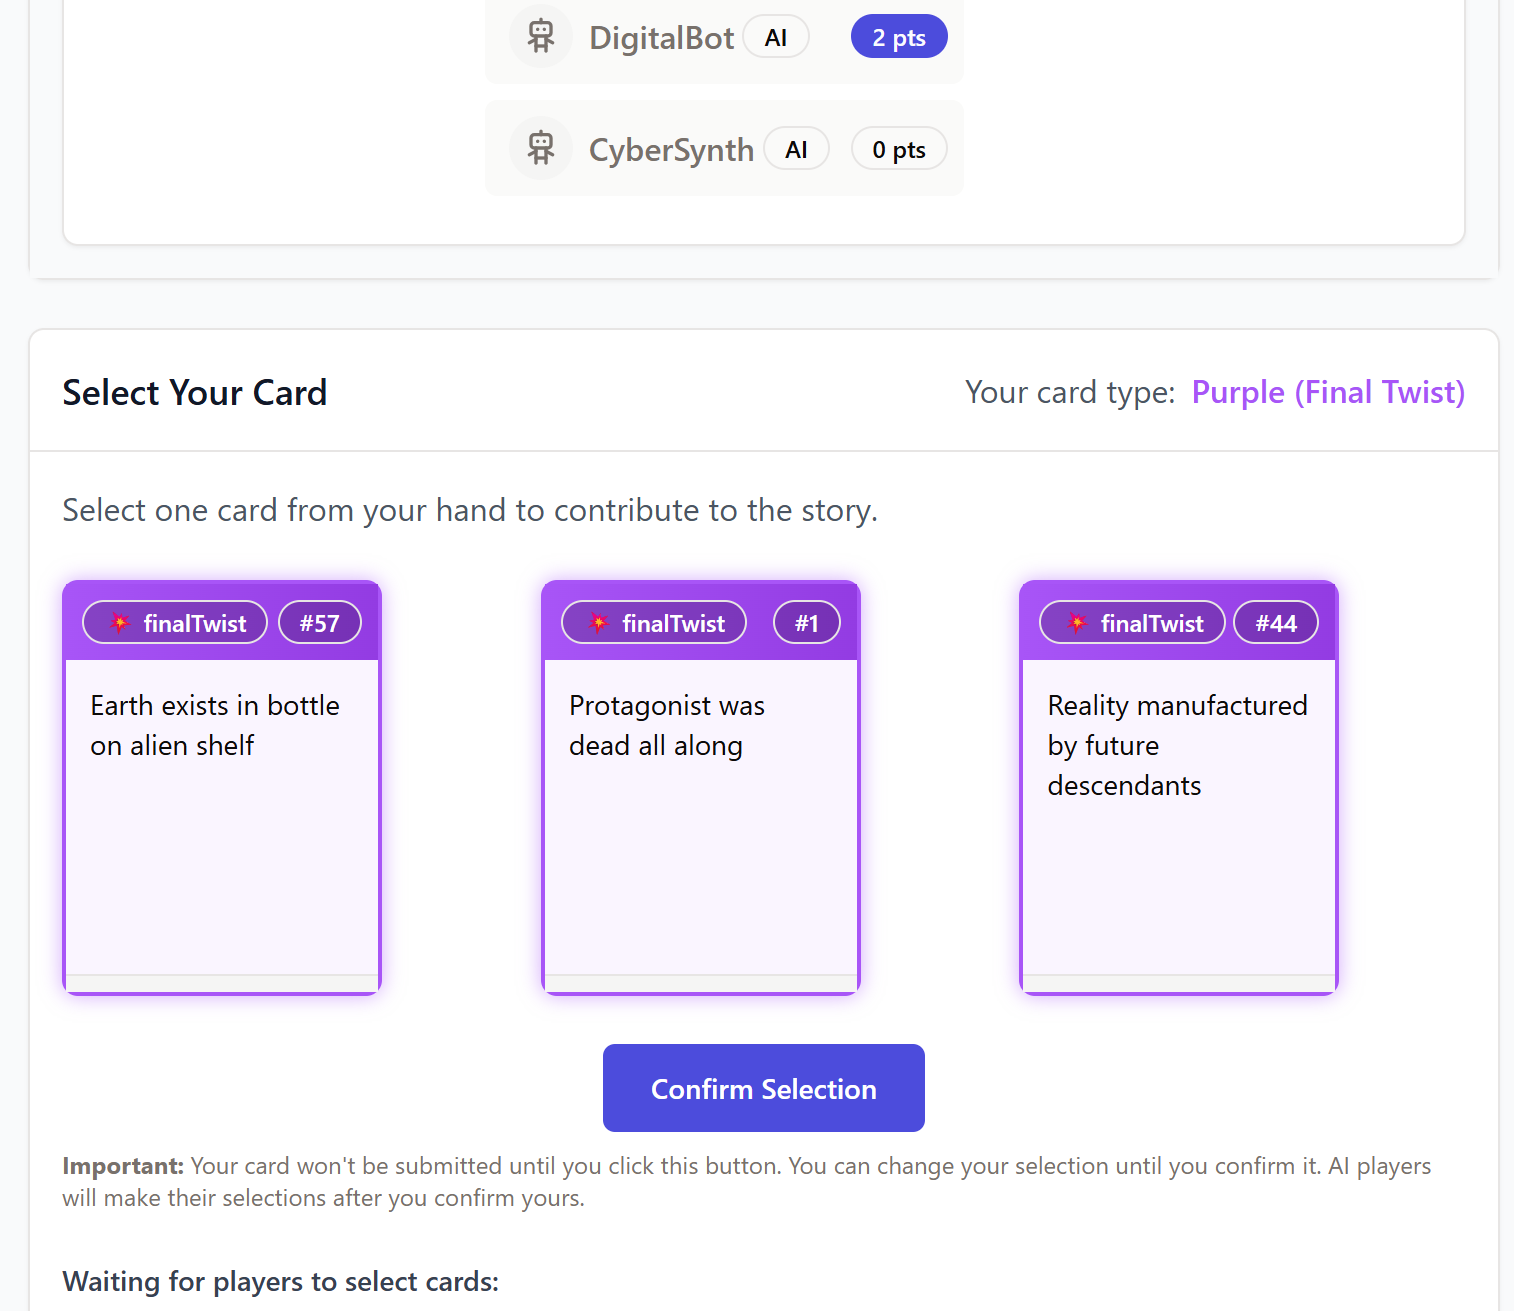 DigitalBot AI 2 pts
CyberSynth AI 0 pts
Select Your Card
Your card type: Purple (Final Twist)
Select one card from your hand to contribute to the story.
finalTwist #57
Earth exists in bottle
on alien shelf
finalTwist #1
Protagonist was
dead all along
finalTwist #44
Reality manufactured
by future
descendants
Confirm Selection
Important: Your card won't be submitted until you click this button. You can change your selection until you confirm it. AI players
will make their selections after you confirm yours.
Waiting for players to select cards: